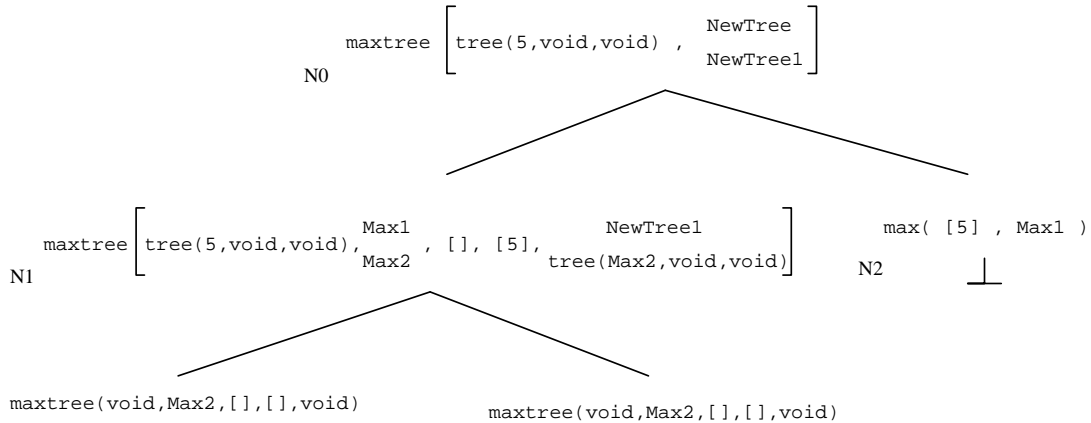 NewTree
maxtree tree(5,void,void) ,
NewTree1
N0
Max1 NewTree1
maxtree tree(5,void,void), , [], [5],
Max2 tree(Max2,void,void)
N1
max( [5] , Max1 )
N2
maxtree(void,Max2,[],[],void)
maxtree(void,Max2,[],[],void)